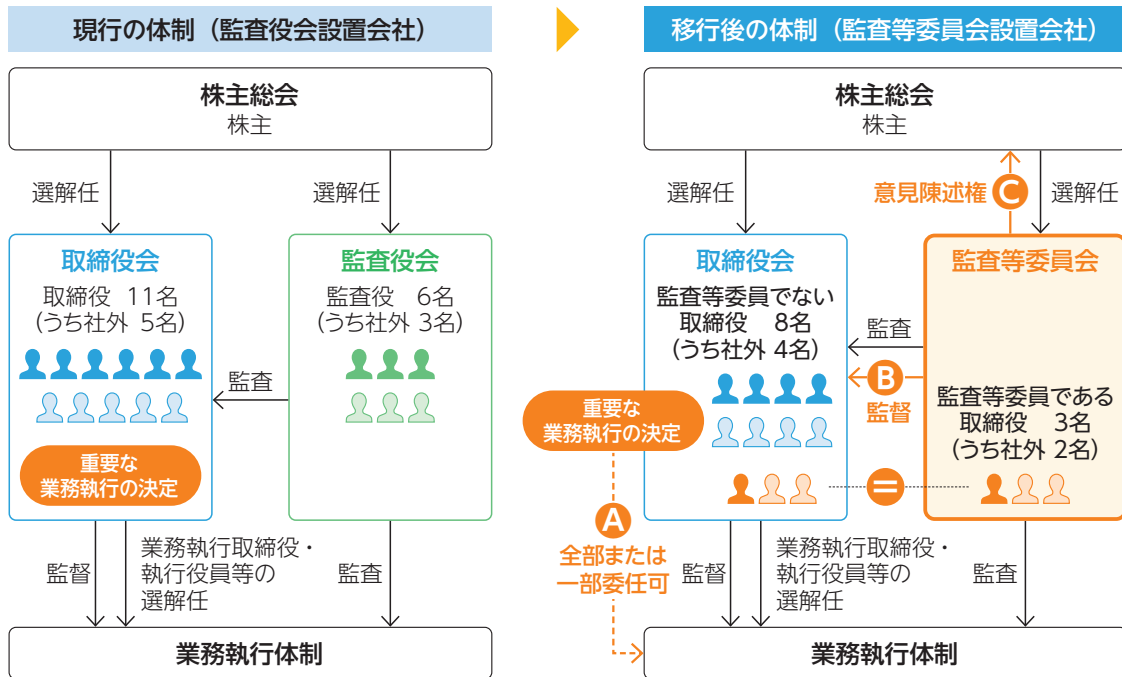 現行の体制（監査役会設置会社）
株主総会
株主
選解任
選解任
取締役会
取締役 11名
(うち社外 5名)
監査役会
監査役 6名
(うち社外 3名)
監査
重要な
業務執行の決定
監督
業務執行取締役・
執行役員等の
選解任
監査
業務執行体制
移行後の体制（監査等委員会設置会社）
株主総会
株主
選解任
意見陳述権 C
選解任
取締役会
監査等委員でない
取締役 8名
(うち社外 4名)
監査
B
監督
監査等委員会
監査等委員である
取締役 3名
(うち社外 2名)
=
重要な
業務執行の決定
A
全部または
一部委任可
監督
業務執行取締役・
執行役員等の
選解任
監査
業務執行体制